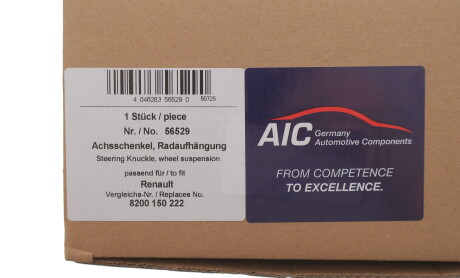 4 046283 56529 0 50725
1 Stück / piece
Nr. / No. 56529
Achsschenkel, Radaufhängung
Steering Knuckle, wheel suspension
passend für / to fit
Renault
Vergleichs-Nr. / Replaces No.
8200 150 222
AIC Germany
Automotive Components
FROM COMPETENCE
TO EXCELLENCE.